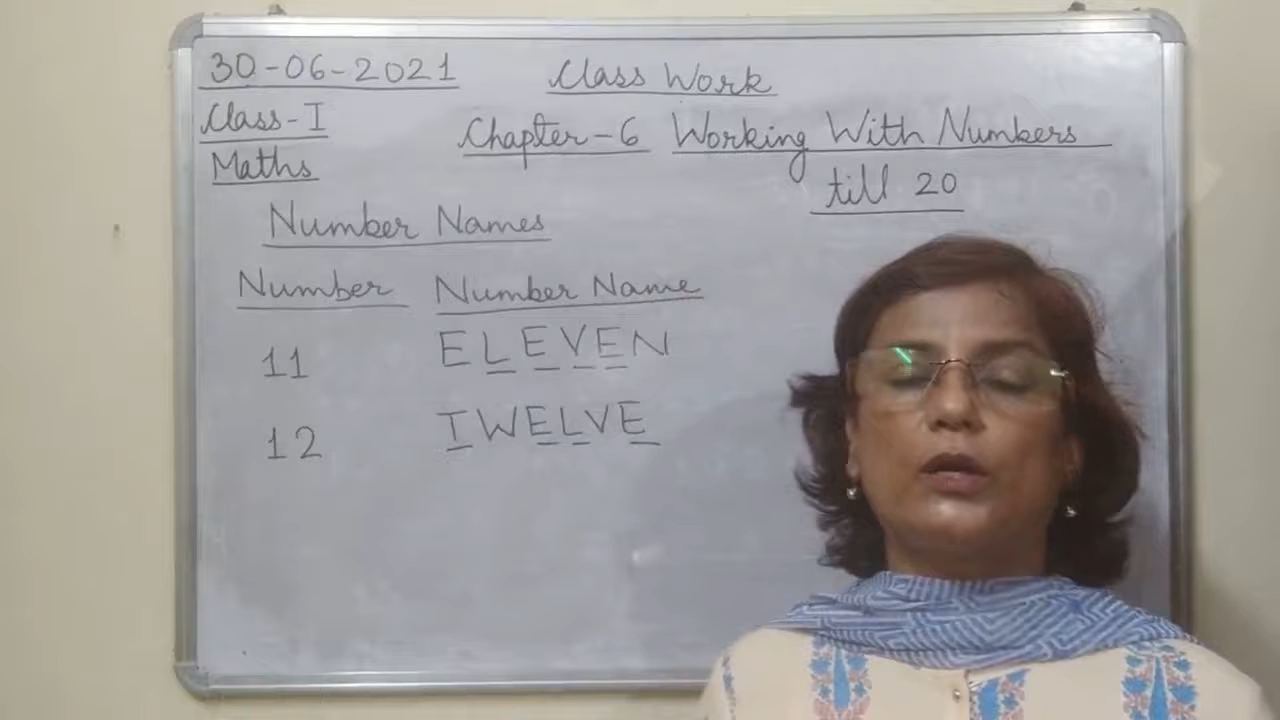 30-06-2021 Class Work
Class-I Chapter-6 Working With Numbers
Maths till 20
Number Names
Number Number Name
11 ELEVEN
12 TWELVE